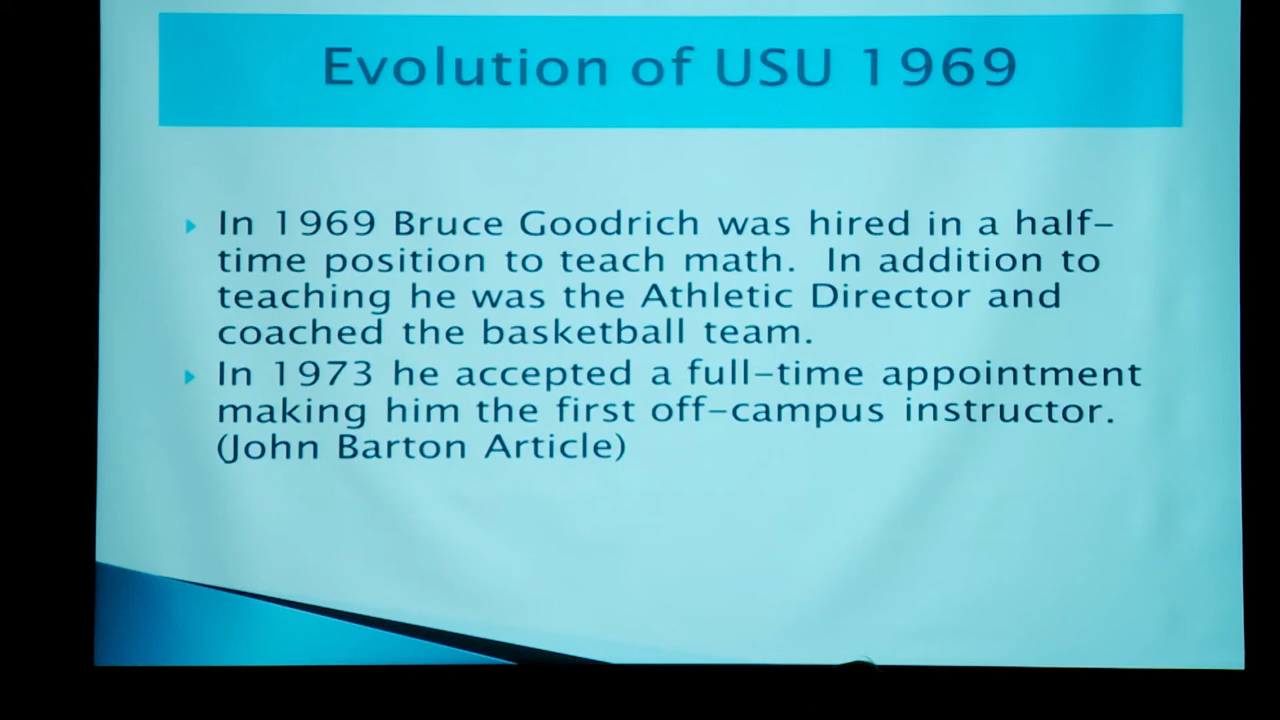 Evolution of USU 1969
In 1969 Bruce Goodrich was hired in a half-
time position to teach math.  In addition to
teaching he was the Athletic Director and
coached the basketball team.
In 1973 he accepted a full-time appointment
making him the first off-campus instructor.
(John Barton Article)